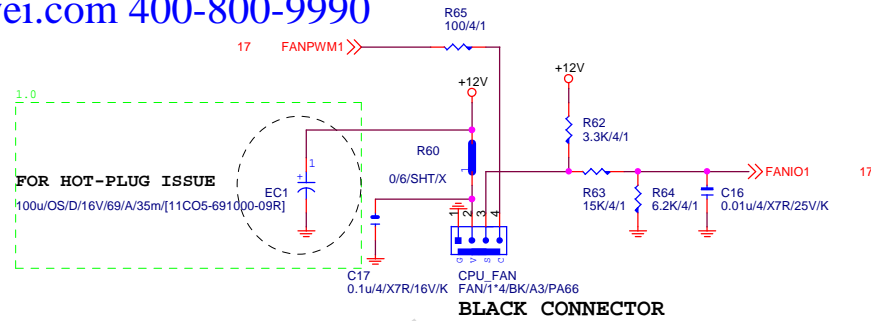 vei.com 400-800-9990
R65
100/4/1
17 FANPWM1
+12V
+12V
1.0
R62
3.3K/4/1
R60
0/6/SHT/X
1
FOR HOT-PLUG ISSUE
EC1
100u/OS/D/16V/69/A/35m/[11CO5-691000-09R]
FANIO1 17
R63
15K/4/1
R64
6.2K/4/1
C16
0.01u/4/X7R/25V/K
1 2 3 4
G V S C
C17
0.1u/4/X7R/16V/K
CPU_FAN
FAN/1*4/BK/A3/PA66
BLACK CONNECTOR